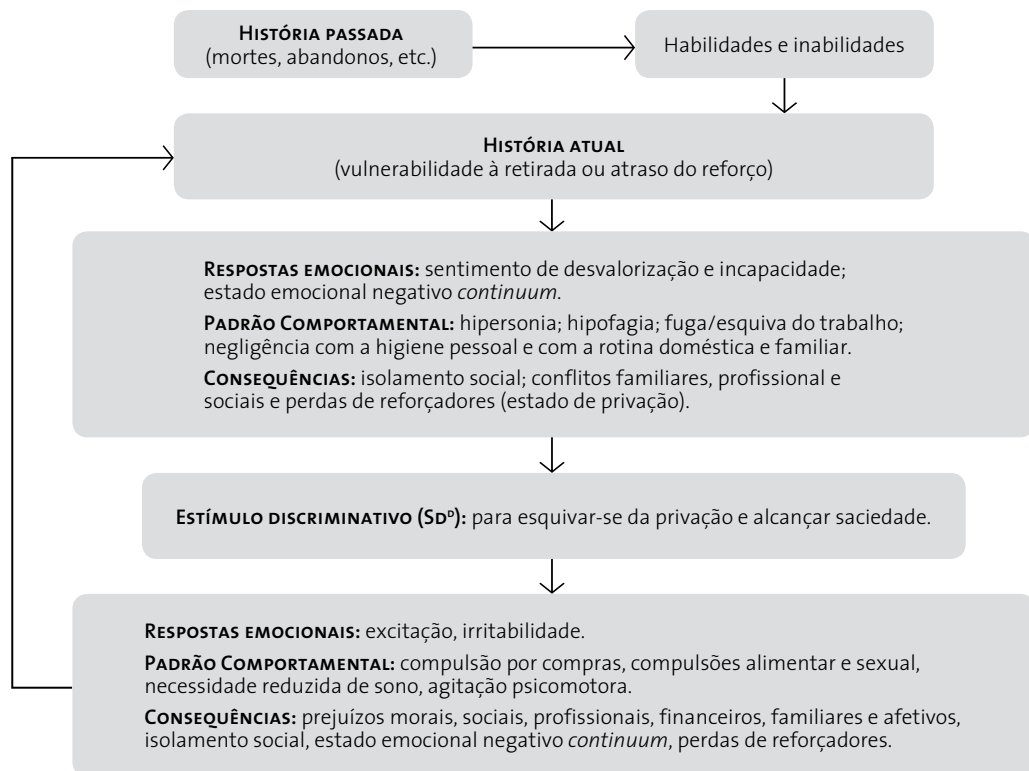 HISTÓRIA PASSADA
(mortes, abandonos, etc.)
Habilidades e inabilidades
HISTÓRIA ATUAL
(vulnerabilidade à retirada ou atraso do reforço)
RESPOSTAS EMOCIONAIS: sentimento de desvalorização e incapacidade;
estado emocional negativo continuum.
PADRÃO COMPORTAMENTAL: hipersonia; hipofagia; fuga/esquiva do trabalho;
negligência com a higiene pessoal e com a rotina doméstica e familiar.
CONSEQUÊNCIAS: isolamento social; conflitos familiares, profissional e
sociais e perdas de reforçadores (estado de privação).
ESTÍMULO DISCRIMINATIVO (SDᴾ): para esquivar-se da privação e alcançar saciedade.
RESPOSTAS EMOCIONAIS: excitação, irritabilidade.
PADRÃO COMPORTAMENTAL: compulsão por compras, compulsões alimentar e sexual,
necessidade reduzida de sono, agitação psicomotora.
CONSEQUÊNCIAS: prejuízos morais, sociais, profissionais, financeiros, familiares e afetivos,
isolamento social, estado emocional negativo continuum, perdas de reforçadores.